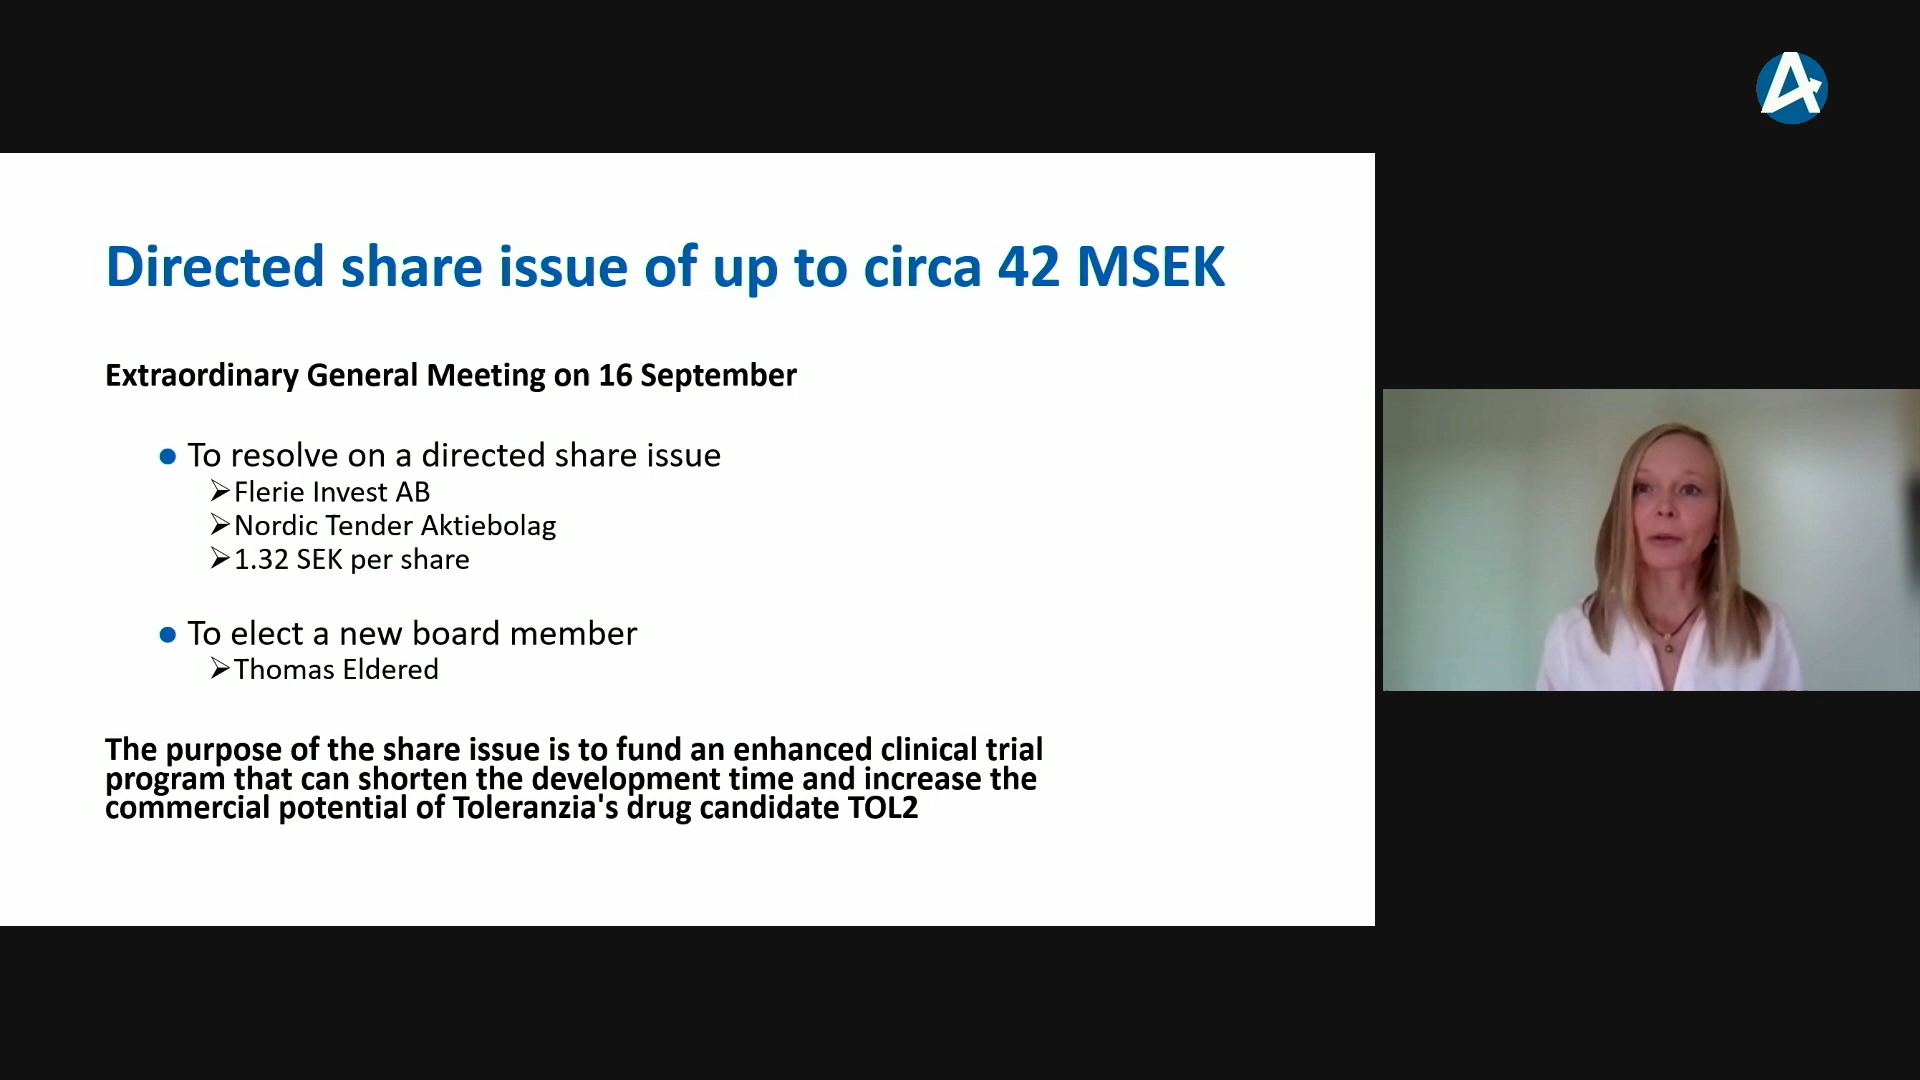 Directed share issue of up to circa 42 MSEK
Extraordinary General Meeting on 16 September
● To resolve on a directed share issue
➢Flerie Invest AB
➢Nordic Tender Aktiebolag
➢1.32 SEK per share
● To elect a new board member
➢Thomas Eldered
The purpose of the share issue is to fund an enhanced clinical trial
program that can shorten the development time and increase the
commercial potential of Toleranzia's drug candidate TOL2